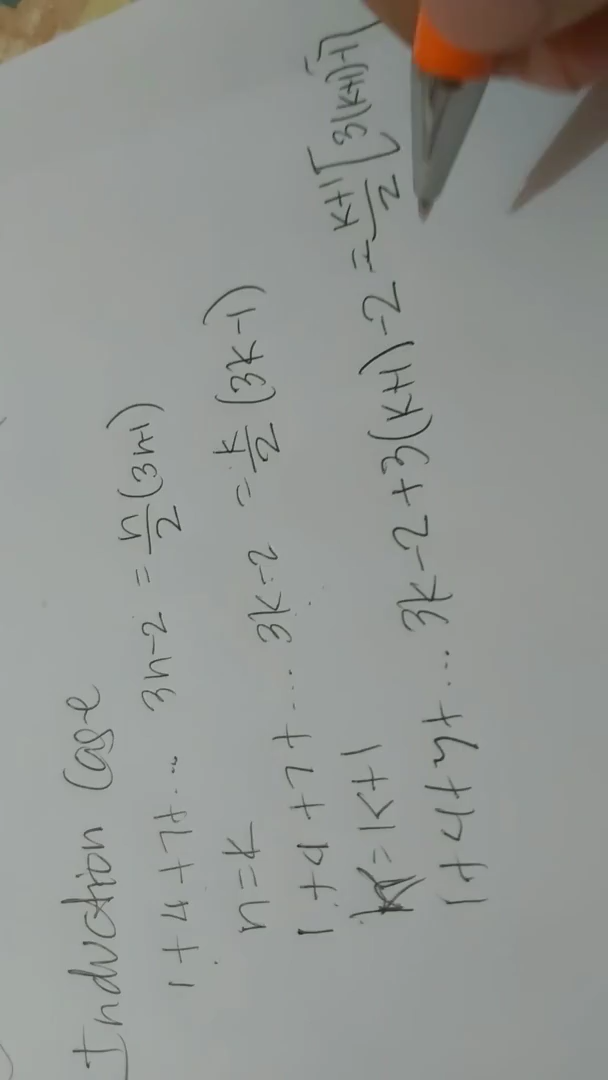 Induction Case
1 + 4 + 7 + ... 3n-2 = n/2 (3n-1)
n=k
1 + 4 + 7 + ... 3k-2 = k/2 (3k-1)
n=k+1
1+4+7+ ... 3k-2+3(k+1)-2 = k+1/2 [3(k+1)-1]